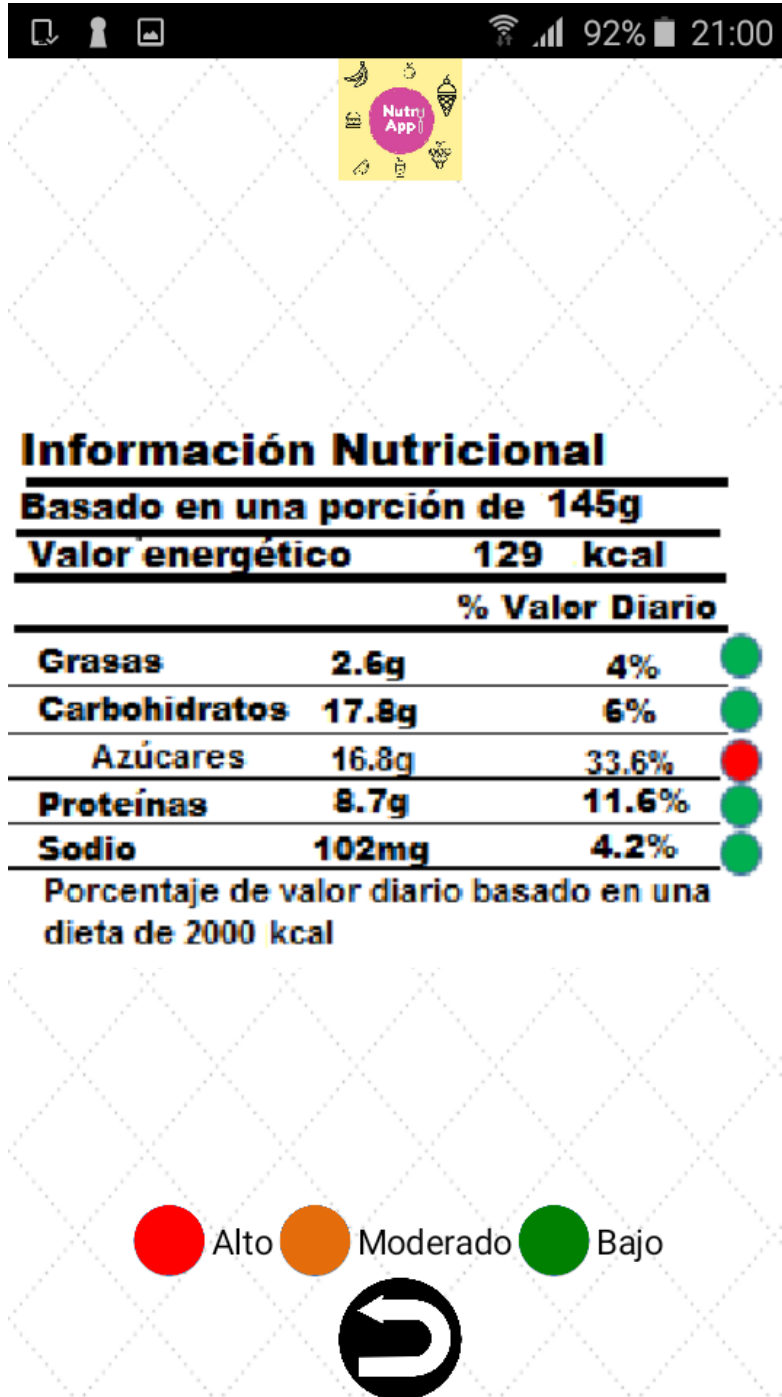 92% 21:00
Nutri
App
Información Nutricional
Basado en una porción de 145g
Valor energético 129 kcal
% Valor Diario
Grasas 2.6g 4%
Carbohidratos 17.8g 6%
Azúcares 16.8g 33.6%
Proteínas 8.7g 11.6%
Sodio 102mg 4.2%
Porcentaje de valor diario basado en una
dieta de 2000 kcal
Alto Moderado Bajo